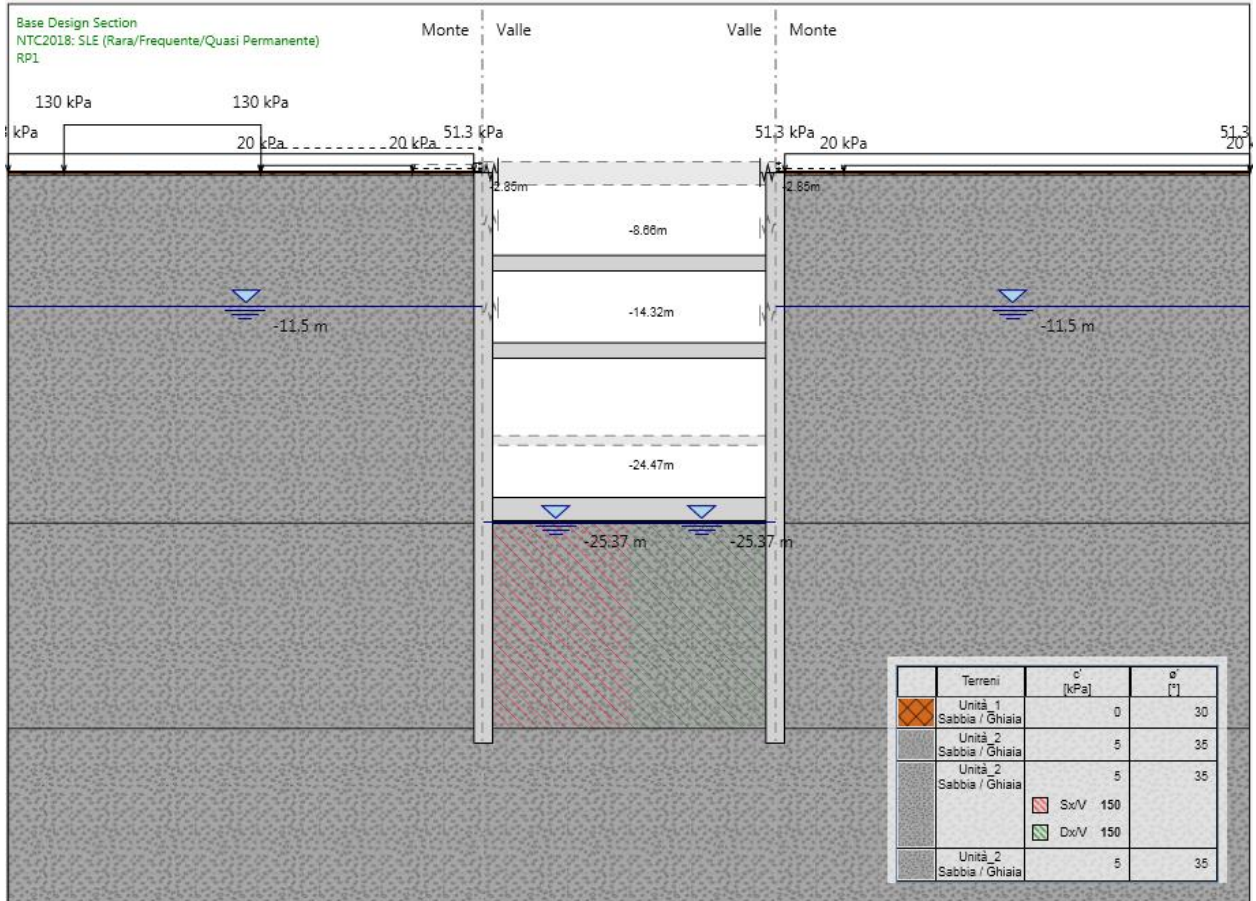 Base Design Section
NTC2018: SLE (Rara/Frequente/Quasi Permanente)
RP1
Monte Valle Valle Monte
130 kPa 130 kPa
kPa 51.3 kPa 51.3 kPa 51.3
20 kPa 20 kPa 20 kPa 20
-2.85m -2.85m
-8.66m
-11.5 m -14.32m -11.5 m
-24.47m
-25.37 m -25.37 m
Terreni c' [kPa] ø' [°]
Unità_1
Sabbia / Ghiaia 0 30
Unità_2
Sabbia / Ghiaia 5 35
Unità_2
Sabbia / Ghiaia 5 35
Sx/V 150
Dx/V 150
Unità_2
Sabbia / Ghiaia 5 35